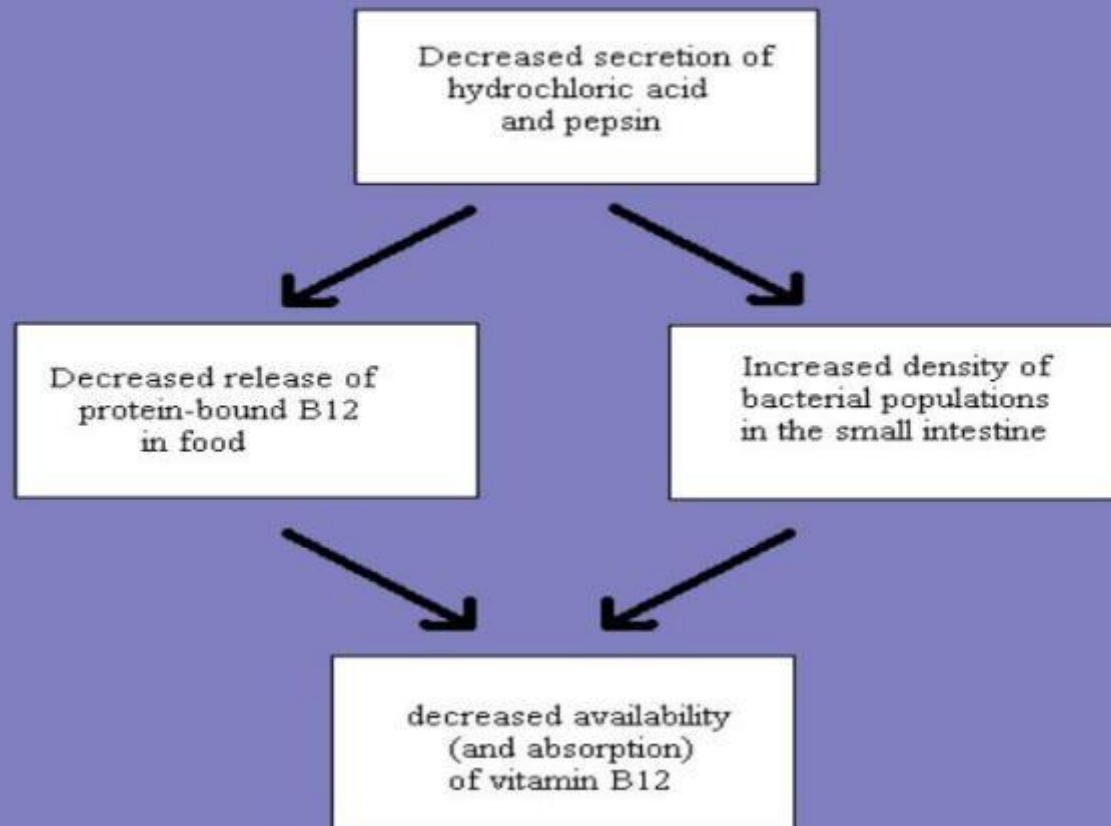 Decreased secretion of
hydrochloric acid
and pepsin
Decreased release of
protein-bound B12
in food
Increased density of
bacterial populations
in the small intestine
decreased availability
(and absorption)
of vitamin B12